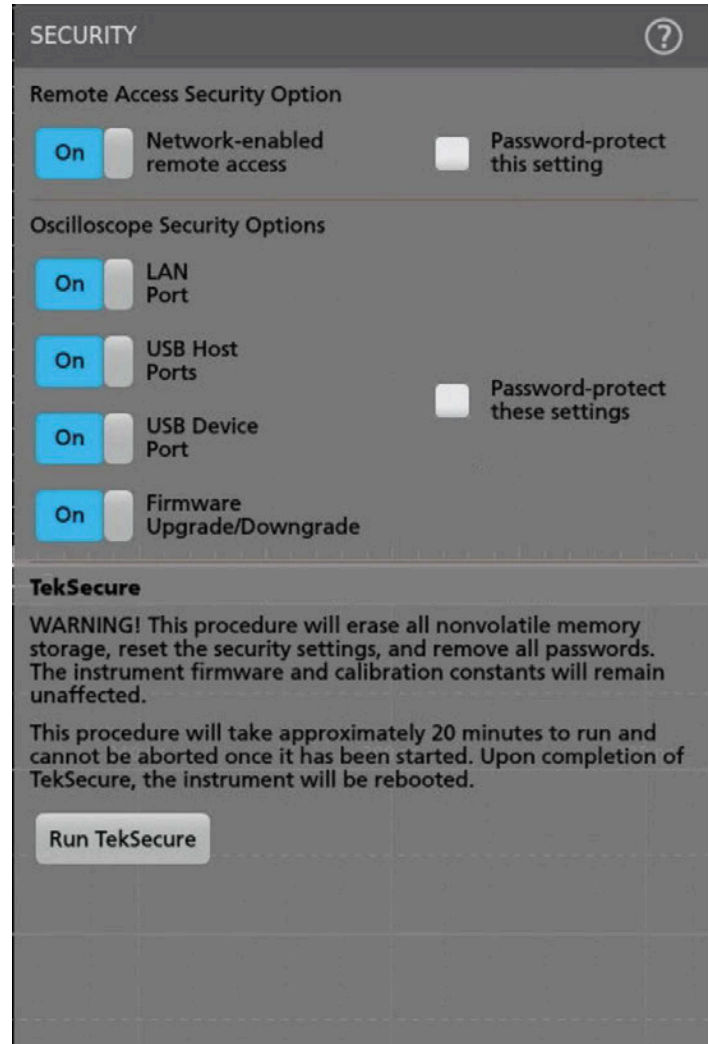 SECURITY
?
Remote Access Security Option
On
Network-enabled
remote access
Password-protect
this setting
Oscilloscope Security Options
On
LAN
Port
On
USB Host
Ports
Password-protect
these settings
On
USB Device
Port
On
Firmware
Upgrade/Downgrade
TekSecure
WARNING! This procedure will erase all nonvolatile memory
storage, reset the security settings, and remove all passwords.
The instrument firmware and calibration constants will remain
unaffected.
This procedure will take approximately 20 minutes to run and
cannot be aborted once it has been started. Upon completion of
TekSecure, the instrument will be rebooted.
Run TekSecure